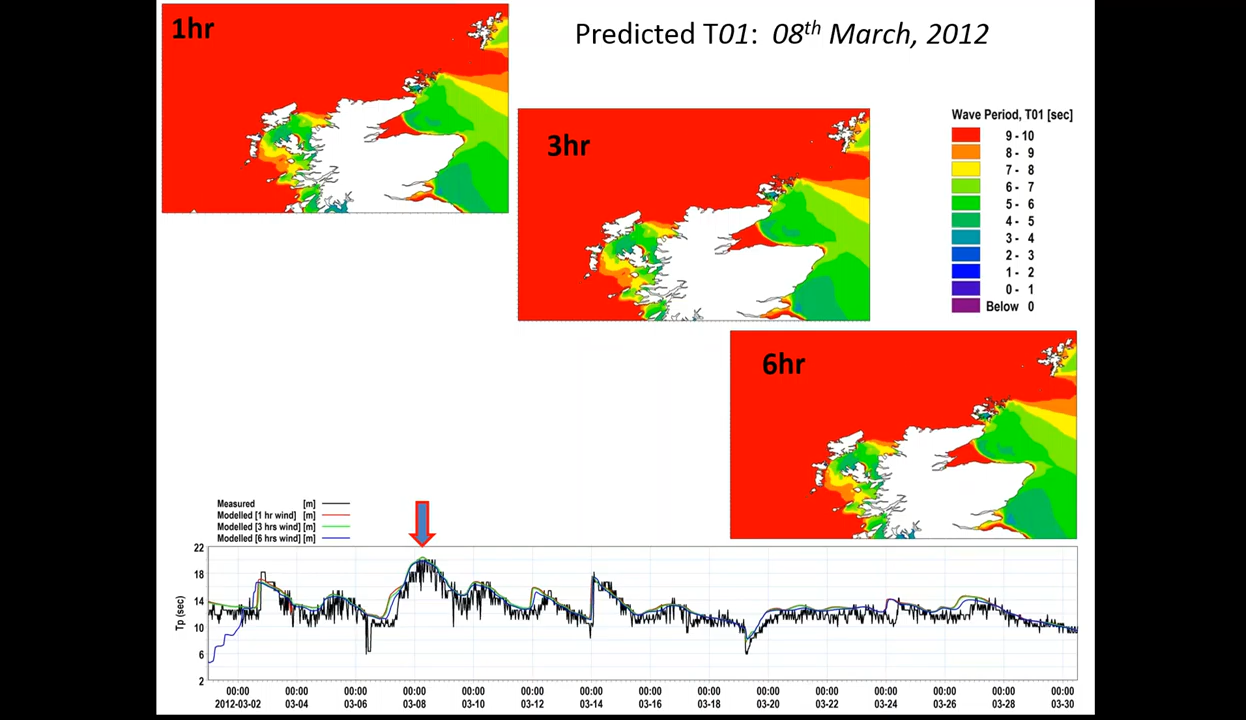 1hr
Predicted T01: 08th March, 2012
3hr
Wave Period, T01 [sec]
9 - 10
8 - 9
7 - 8
6 - 7
5 - 6
4 - 5
3 - 4
2 - 3
1 - 2
0 - 1
Below 0
6hr
Measured [m]
Modelled [1 hr wind] [m]
Modelled [3 hrs wind] [m]
Modelled [6 hrs wind] [m]
22
18
14
10
6
2
Tp (sec)
00:00 00:00 00:00 00:00 00:00 00:00 00:00 00:00 00:00 00:00 00:00 00:00 00:00 00:00 00:00
2012-03-02 03-04 03-06 03-08 03-10 03-12 03-14 03-16 03-18 03-20 03-22 03-24 03-26 03-28 03-30